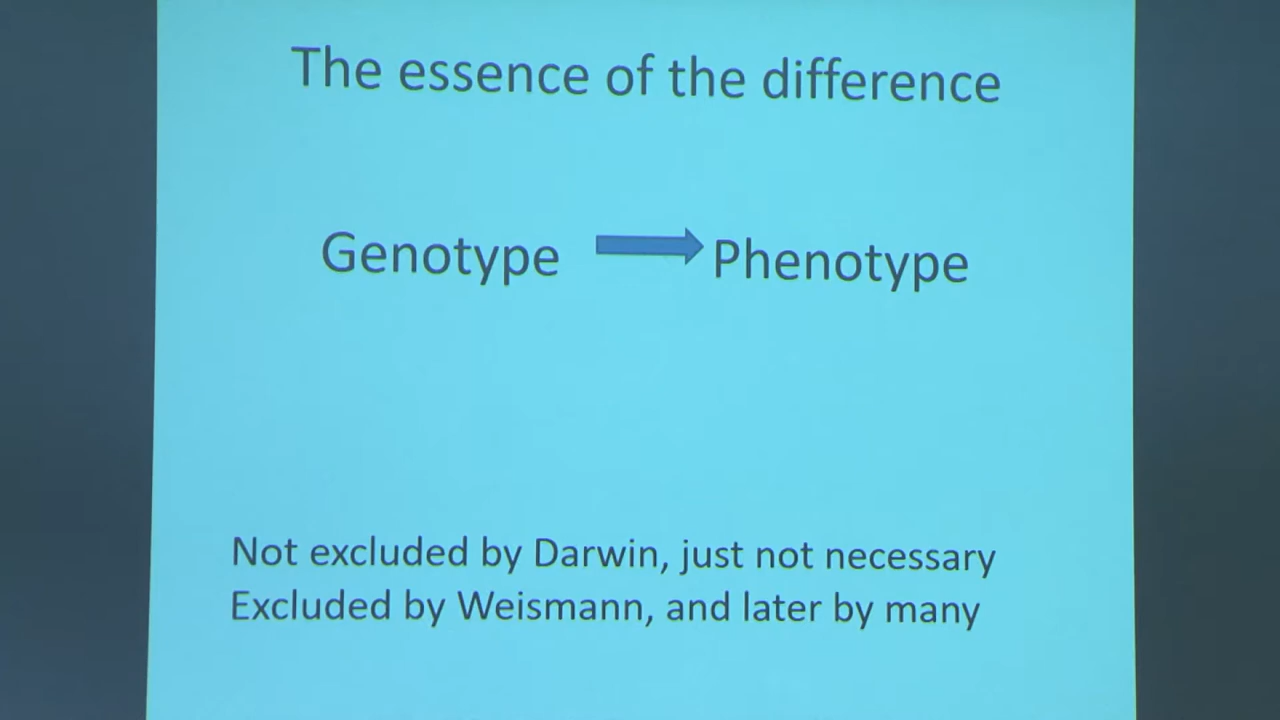 The essence of the difference
Genotype Phenotype
Not excluded by Darwin, just not necessary
Excluded by Weismann, and later by many